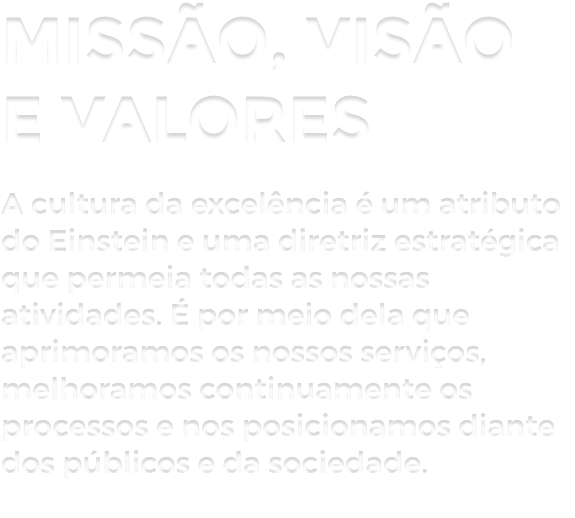 MISSÃO, VISÃO
E VALORES
A cultura da excelência é um atributo
do Einstein e uma diretriz estratégica
que permeia todas as nossas
atividades. É por meio dela que
aprimoramos os nossos serviços,
melhoramos continuamente os
processos e nos posicionamos diante
dos públicos e da sociedade.